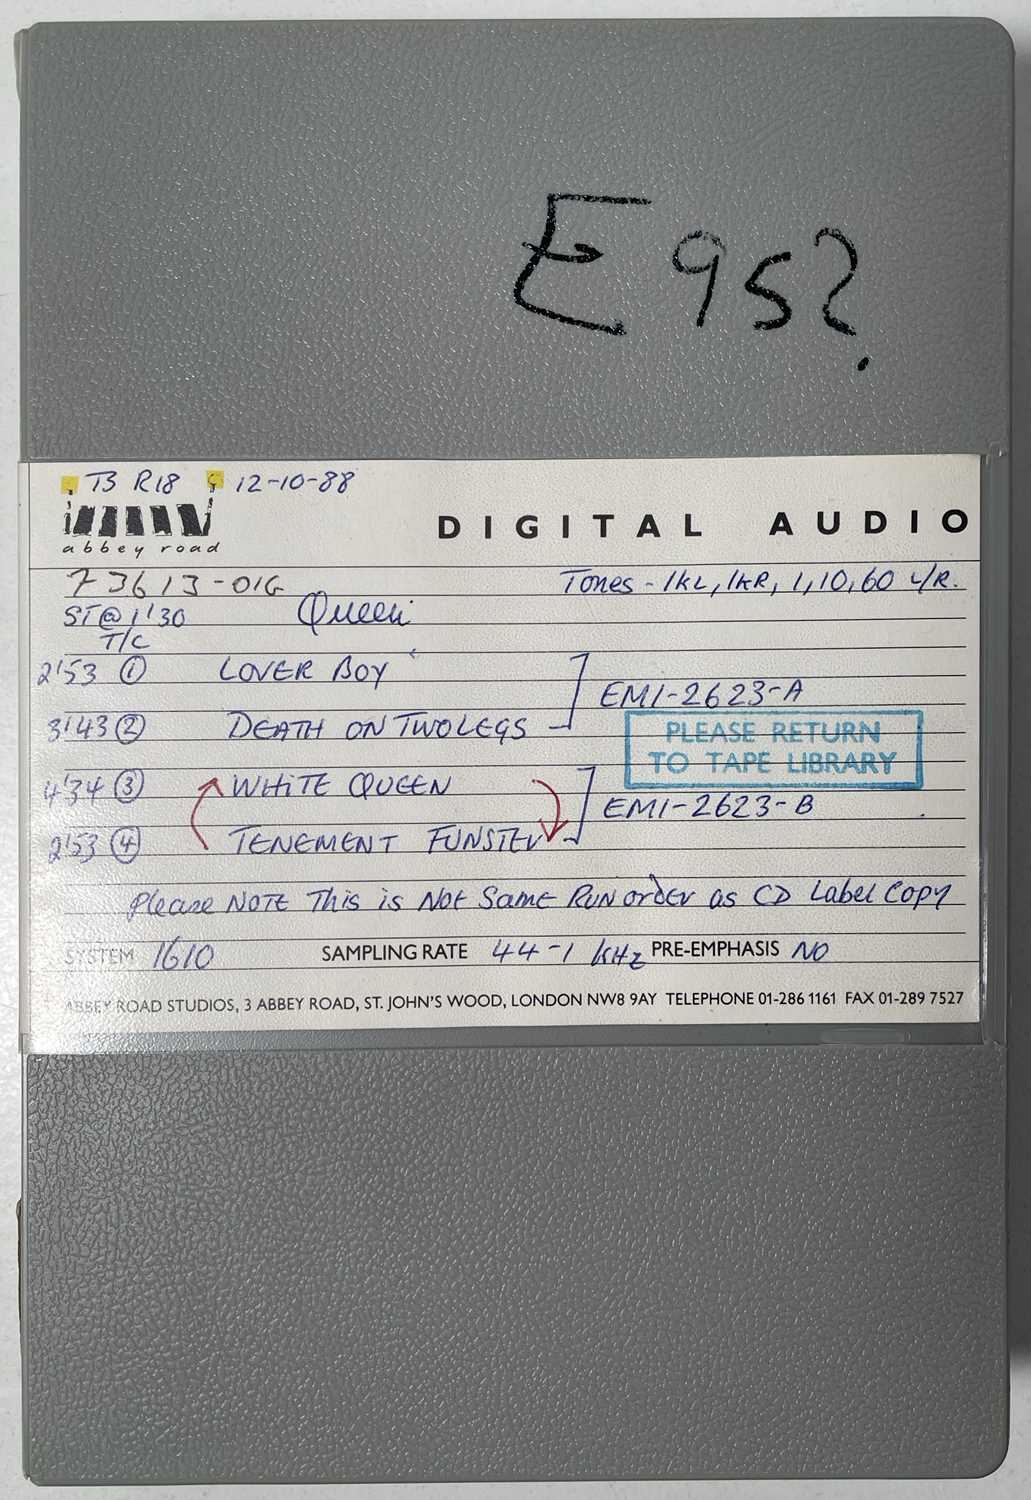 E 95?
T3 R18 12-10-88
abbey road
DIGITAL AUDIO
73613-01G Tones - 1KL, 1KR, 1, 10, 60 L/R.
ST @ 1'30 Queen
T/C
2'53 ① LOVER BOY
EMI-2623-A
3'43 ② DEATH ON TWO LEGS
PLEASE RETURN
TO TAPE LIBRARY
4'34 ③ WHITE QUEEN
EMI-2623-B
2'53 ④ TENEMENT FUNSTER
Please NOTE This is Not Same RUN order as CD Label Copy
SYSTEM 1610 SAMPLING RATE 44-1 KHz PRE-EMPHASIS NO
ABBEY ROAD STUDIOS, 3 ABBEY ROAD, ST. JOHN'S WOOD, LONDON NW8 9AY TELEPHONE 01-286 1161 FAX 01-289 7527